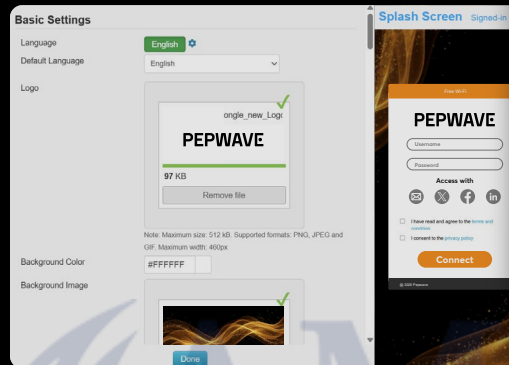 Basic Settings
Language
English
Default Language
English
Logo
ongle_new_Logo
PEPWAVE
97 KB
Remove file
Note: Maximum size: 512 kB. Supported formats: PNG, JPEG and
GIF. Maximum width: 460px
Background Color
#FFFFFF
Background Image
Done
Splash Screen Signed-in
Free Wi-Fi
PEPWAVE
Username
Password
Access with
I have read and agree to the terms and
condition
I consent to the privacy policy
Connect
@ 2020 Pepwave